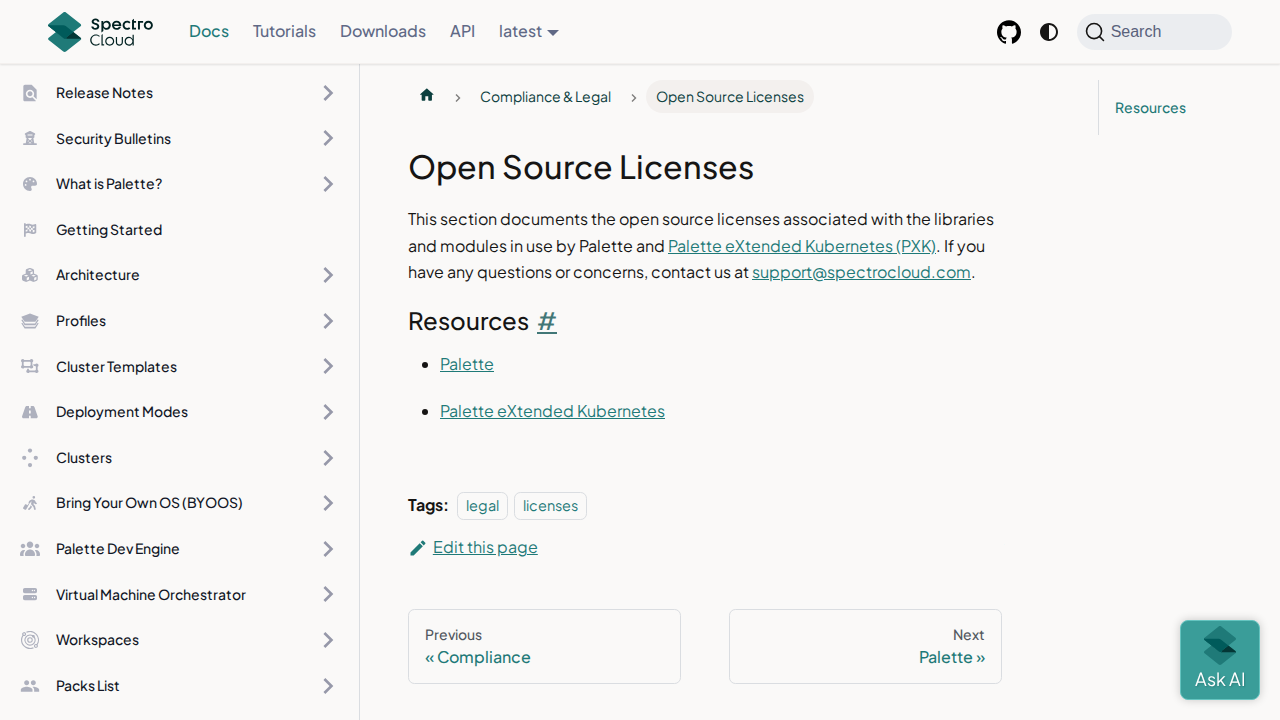 Spectro
Cloud
Docs
Tutorials
Downloads
API
latest
Search
Release Notes
Security Bulletins
What is Palette?
Getting Started
Architecture
Profiles
Cluster Templates
Deployment Modes
Clusters
Bring Your Own OS (BYOOS)
Palette Dev Engine
Virtual Machine Orchestrator
Workspaces
Packs List
Compliance & Legal
Open Source Licenses
Open Source Licenses
This section documents the open source licenses associated with the libraries
and modules in use by Palette and Palette eXtended Kubernetes (PXK). If you
have any questions or concerns, contact us at support@spectrocloud.com.
Resources #
Palette
Palette eXtended Kubernetes
Tags: legal licenses
Edit this page
Previous
« Compliance
Next
Palette »
Resources
Ask AI